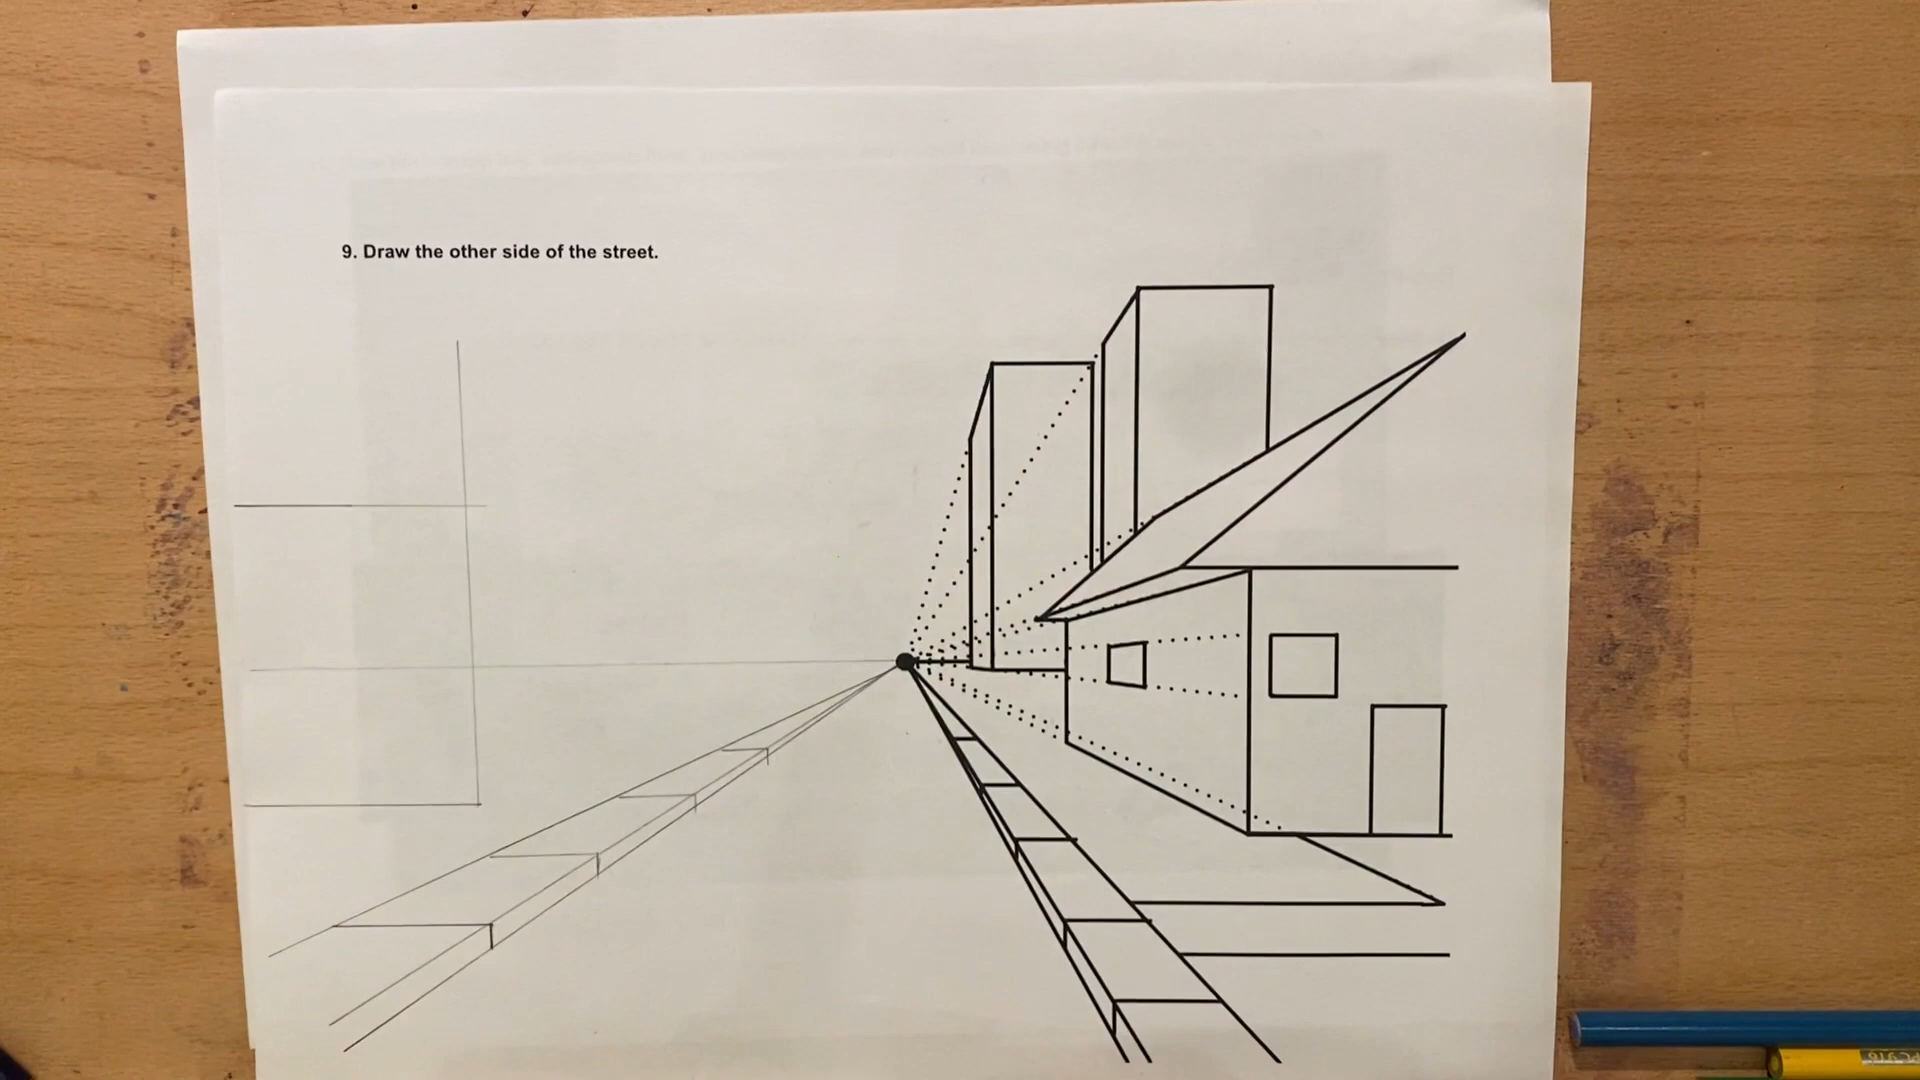 9. Draw the other side of the street.